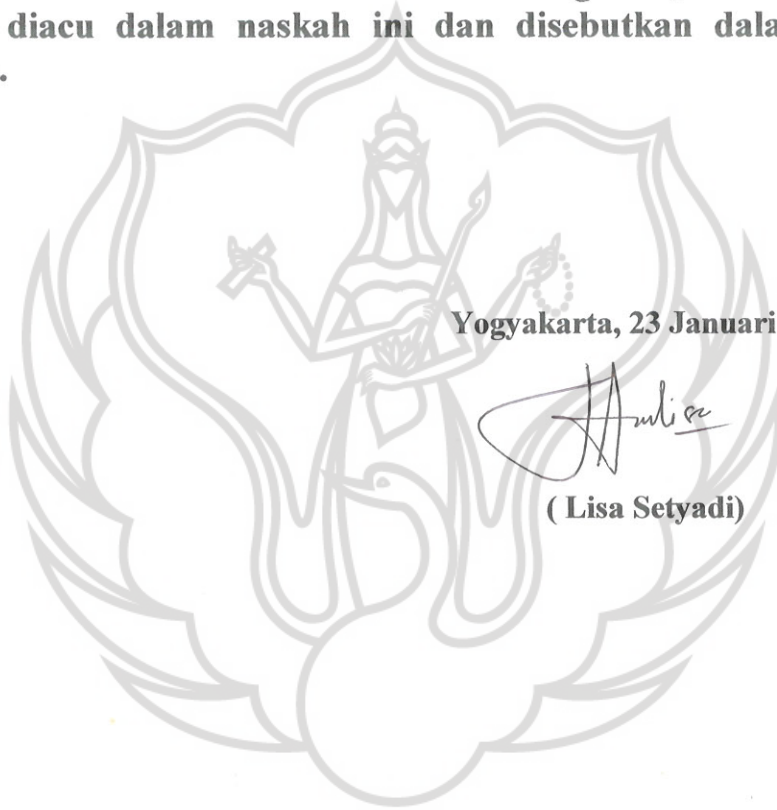 diacu dalam naskah ini dan disebutkan dala
.
Yogyakarta, 23 Januari
( Lisa Setyadi)